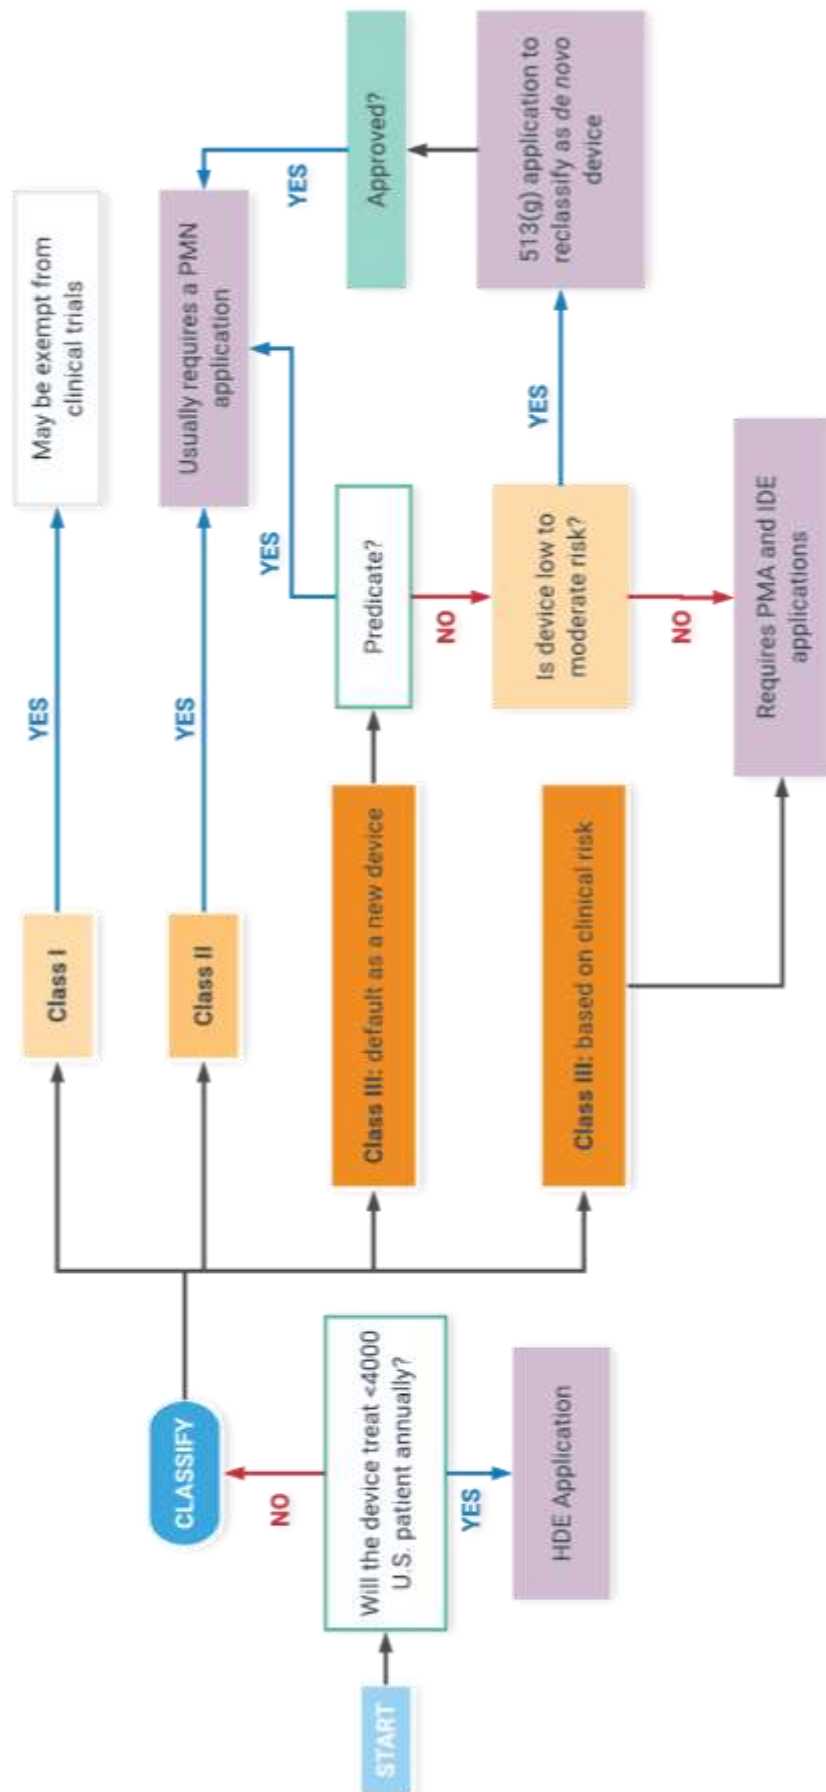 START
Will the device treat <4000
U.S. patient annually?
NO
YES
CLASSIFY
HDE Application
Class I
YES
May be exempt from
clinical trials
Class II
YES
Usually requires a PMN
application
Class III: default as a new device
Predicate?
YES
NO
Is device low to
moderate risk?
YES
NO
513(g) application to
reclassify as de novo
device
Approved?
YES
Class III: based on clinical risk
Requires PMA and IDE
applications